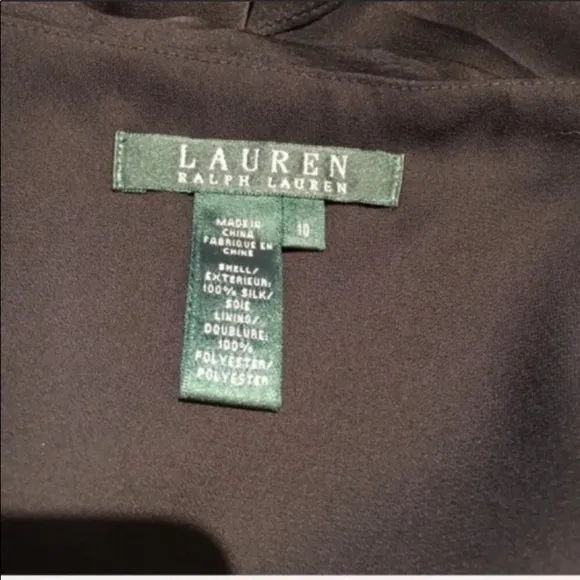 LAUREN
RALPH LAUREN
10
MADE IN
CHINA
FABRIQUE EN
CHINE
SHELL/
EXTERIEUR:
100% SILK/
SOIE
LINING/
DOUBLURE:
100%
POLYESTER/
POLYESTER